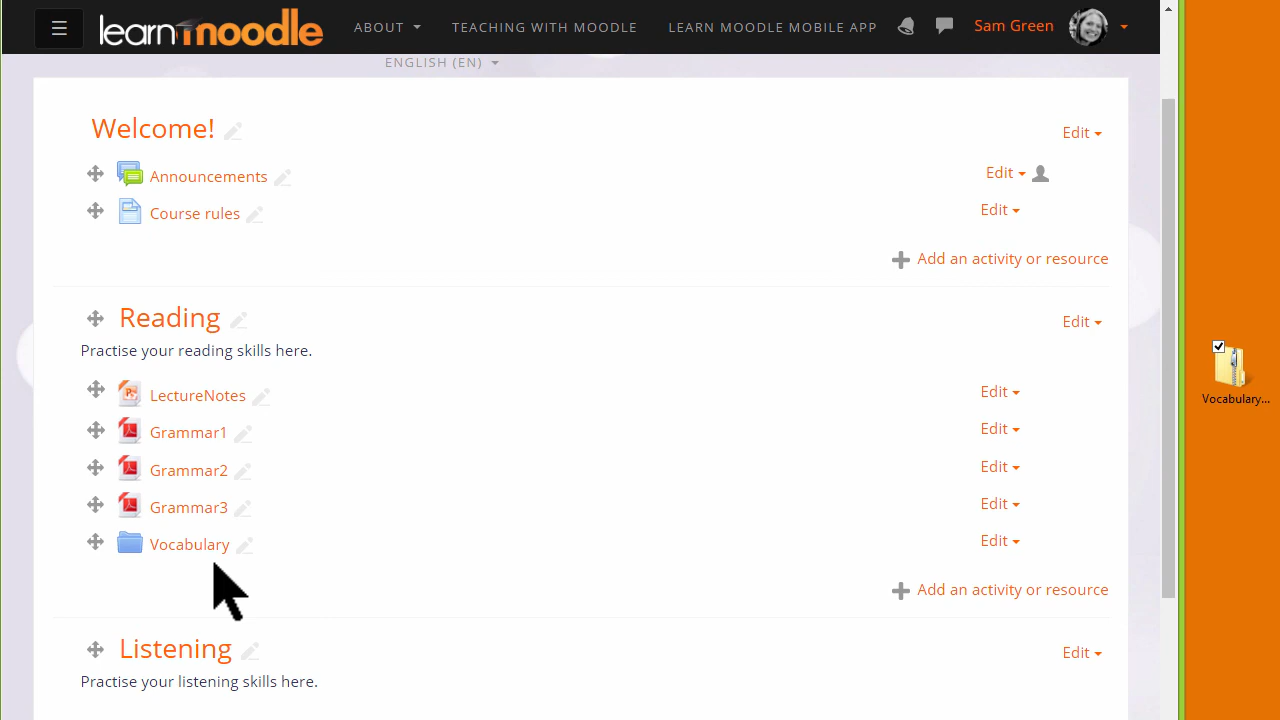 learn moodle ABOUT TEACHING WITH MOODLE LEARN MOODLE MOBILE APP Sam Green
ENGLISH (EN)
Welcome! Edit
Announcements Edit
Course rules Edit
Add an activity or resource
Reading Edit
Practise your reading skills here.
LectureNotes Edit
Grammar1 Edit
Grammar2 Edit
Grammar3 Edit
Vocabulary Edit
Add an activity or resource
Listening Edit
Practise your listening skills here.
Vocabulary...